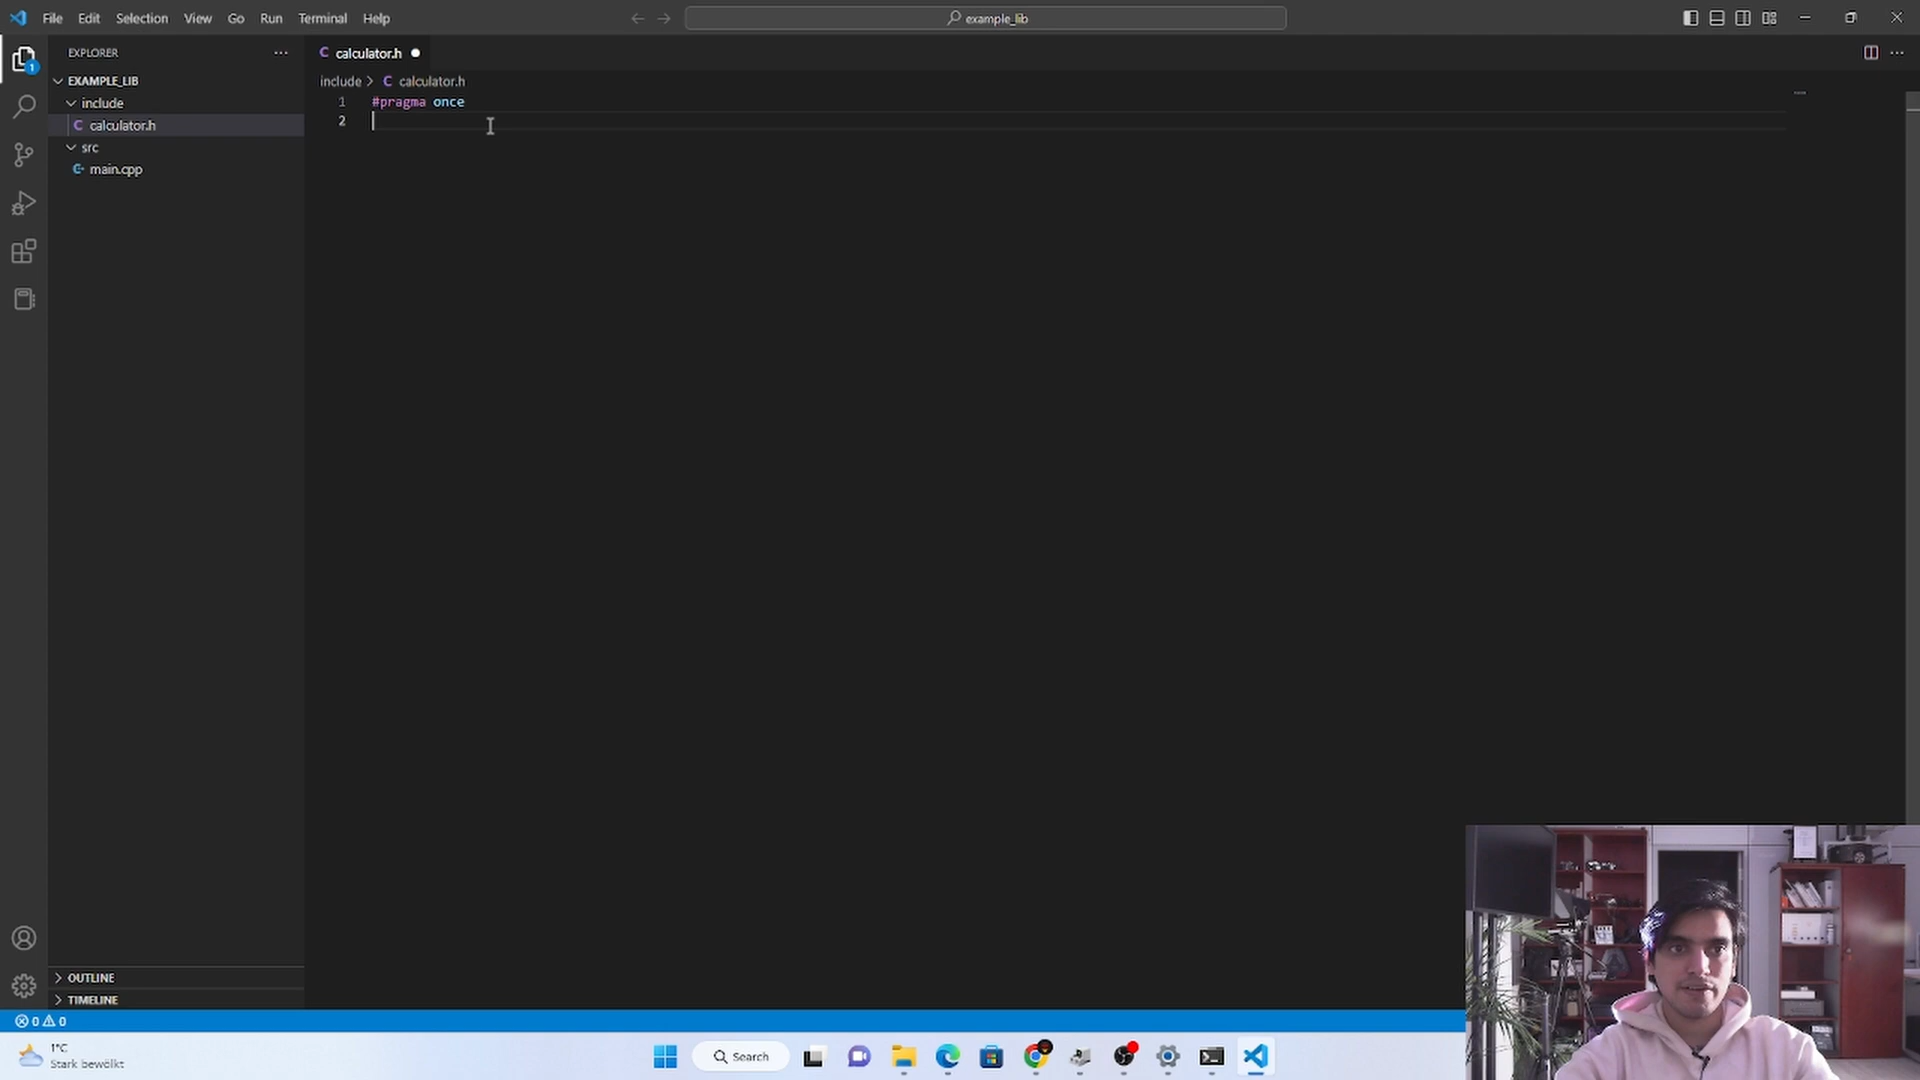 File Edit Selection View Go Run Terminal Help
example_lib
EXPLORER
calculator.h
1
EXAMPLE_LIB
include > C calculator.h
include
1 #pragma once
C calculator.h
2
src
main.cpp
OUTLINE
TIMELINE
0 0
1°C
Stark bewölkt
Search